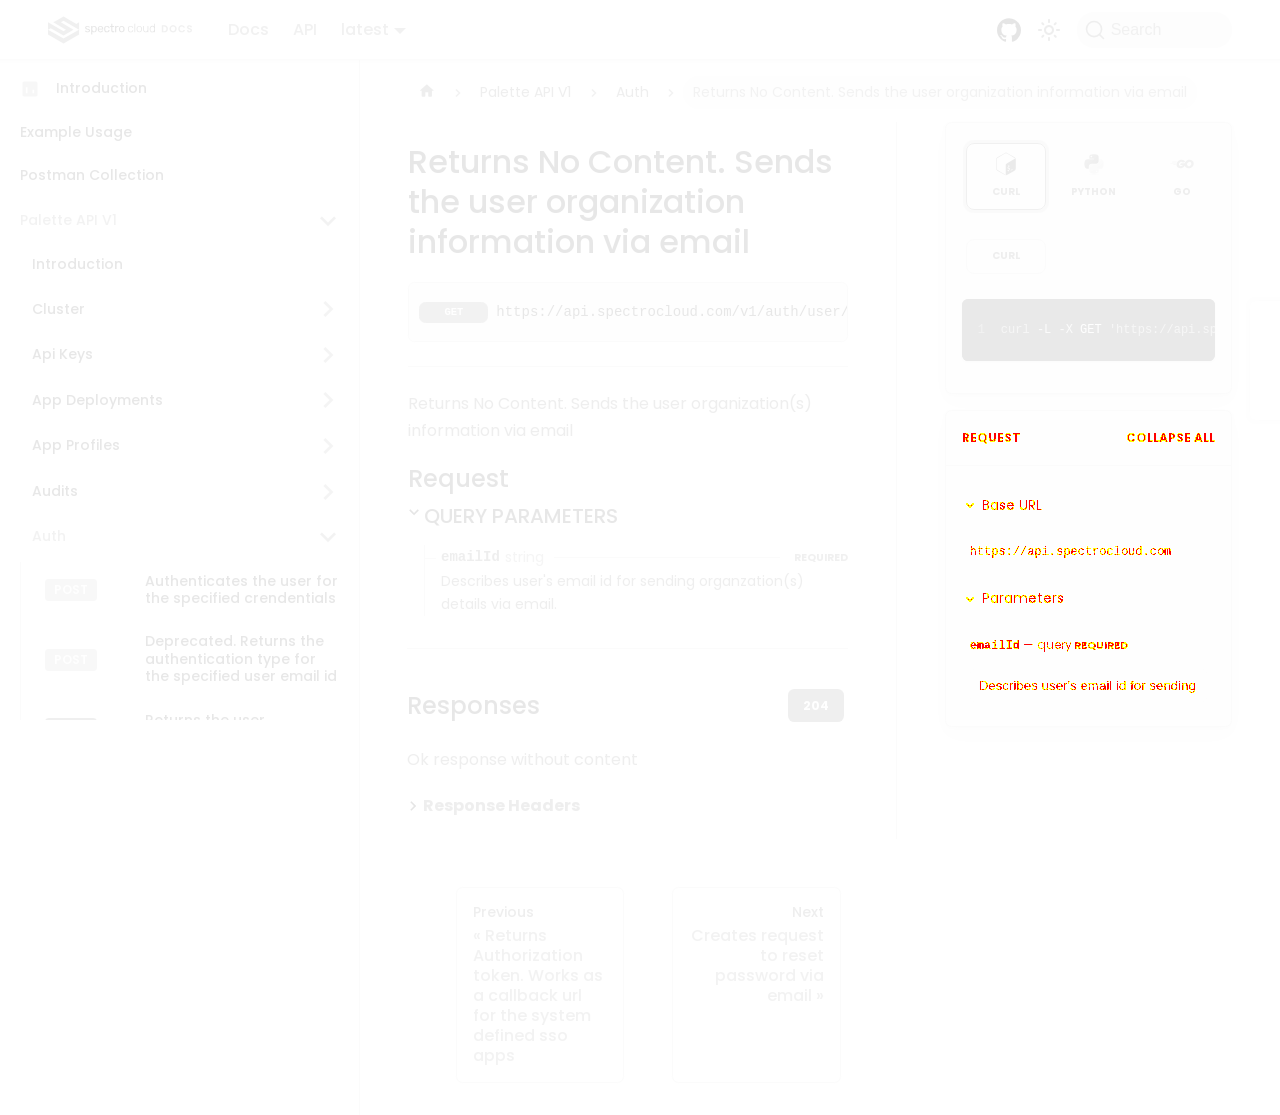 spectro cloud DOCS
Docs
API
latest
Search
Introduction
Example Usage
Postman Collection
Palette API V1
Introduction
Cluster
Api Keys
App Deployments
App Profiles
Audits
Auth
POST
Authenticates the user for
the specified crendentials
POST
Deprecated. Returns the
authentication type for
the specified user email id
Returns the user
Palette API V1
Auth
Returns No Content. Sends the user organization information via email
Returns No Content. Sends
the user organization
information via email
GET
https://api.spectrocloud.com/v1/auth/user/
Returns No Content. Sends the user organization(s)
information via email
Request
QUERY PARAMETERS
emailId string
REQUIRED
Describes user's email id for sending organzation(s)
details via email.
Responses
204
Ok response without content
Response Headers
Previous
« Returns
Authorization
token. Works as
a callback url
for the system
defined sso
apps
Next
Creates request
to reset
password via
email »
CURL
PYTHON
GO
CURL
1 curl -L -X GET 'https://api.sp
REQUEST
COLLAPSE ALL
Base URL
https://api.spectrocloud.com
Parameters
emailId — query REQUIRED
Describes user's email id for sending